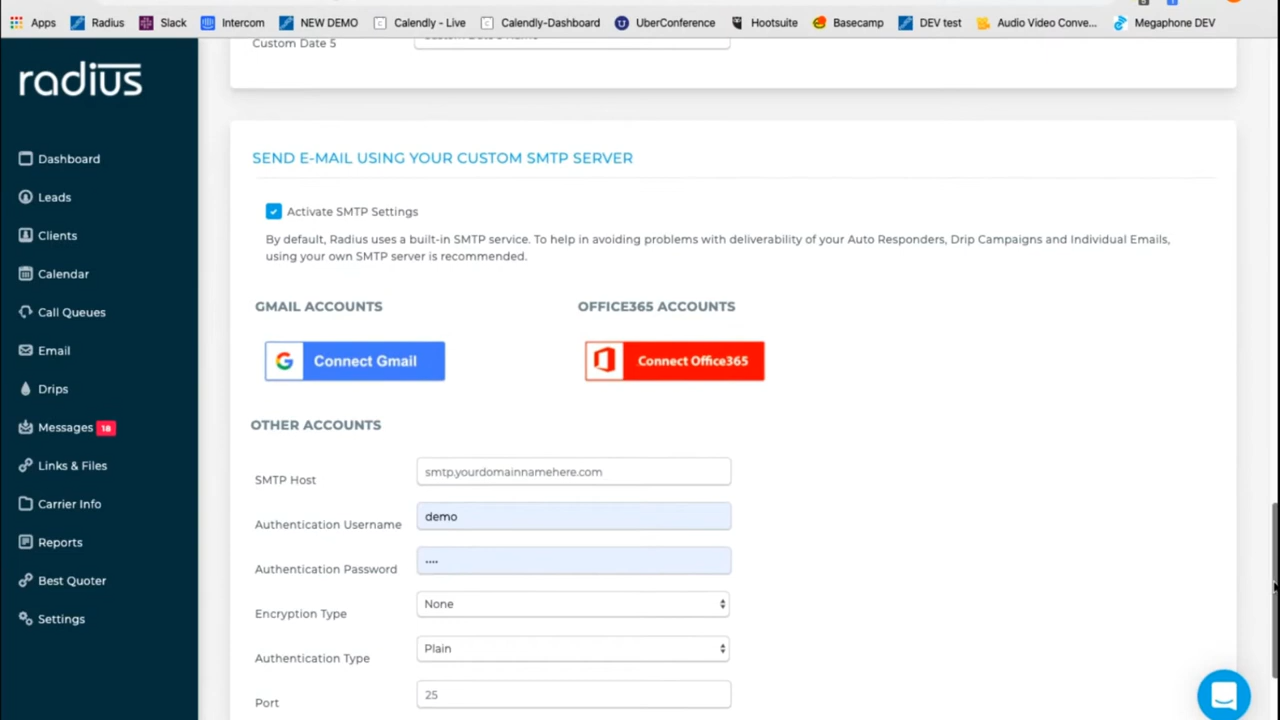 Apps Radius Slack Intercom NEW DEMO Calendly - Live Calendly-Dashboard UberConference Hootsuite Basecamp DEV test Audio Video Conve... Megaphone DEV
Custom Date 5
radius
Dashboard
Leads
Clients
Calendar
Call Queues
Email
Drips
Messages 18
Links & Files
Carrier Info
Reports
Best Quoter
Settings
SEND E-MAIL USING YOUR CUSTOM SMTP SERVER
Activate SMTP Settings
By default, Radius uses a built-in SMTP service. To help in avoiding problems with deliverability of your Auto Responders, Drip Campaigns and Individual Emails,
using your own SMTP server is recommended.
GMAIL ACCOUNTS OFFICE365 ACCOUNTS
G Connect Gmail Connect Office365
OTHER ACCOUNTS
SMTP Host smtp.yourdomainnamehere.com
Authentication Username demo
Authentication Password ....
Encryption Type None
Authentication Type Plain
Port 25